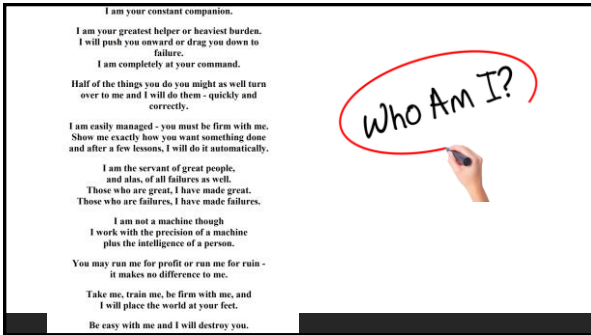 I am your constant companion.
I am your greatest helper or heaviest burden.
I will push you onward or drag you down to
failure.
I am completely at your command.
Half of the things you do you might as well turn
over to me and I will do them - quickly and
correctly.
I am easily managed - you must be firm with me.
Show me exactly how you want something done
and after a few lessons, I will do it automatically.
I am the servant of great people,
and alas, of all failures as well.
Those who are great, I have made great.
Those who are failures, I have made failures.
I am not a machine though
I work with the precision of a machine
plus the intelligence of a person.
You may run me for profit or run me for ruin -
it makes no difference to me.
Take me, train me, be firm with me, and
I will place the world at your feet.
Be easy with me and I will destroy you.
Who Am I?